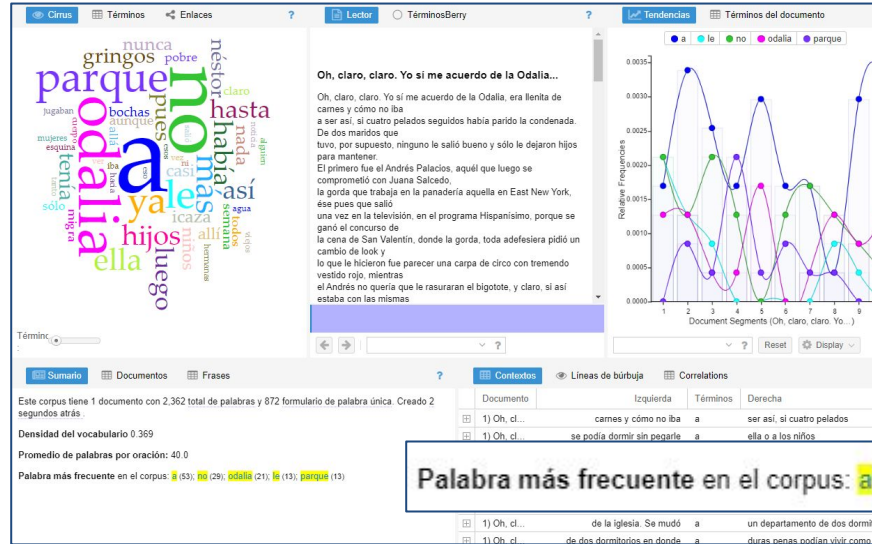 Cirrus Términos Enlaces ?
nunca
gringos pobre
néstor
parque
claro
no
jugaban
bochas
pues
hasta
aunque
había
nada
mujeres
allá
esquina
iba
vez
ni
casi
alguien
odalia
a
más
tenía
ya
le
así
sólo
icaza
semana
todos
agua
migra
hijos
niños
allí
hermanas
ella
luego
Términc
:
Lector TérminosBerry ?
Oh, claro, claro. Yo sí me acuerdo de la Odalia...
Oh, claro, claro. Yo sí me acuerdo de la Odalia, era llenita de
carnes y cómo no iba
a ser así, si cuatro pelados seguidos había parido la condenada.
De dos maridos que
tuvo, por supuesto, ninguno le salió bueno y sólo le dejaron hijos
para mantener.
El primero fue el Andrés Palacios, aquél que luego se
comprometió con Juana Salcedo,
la gorda que trabaja en la panadería aquella en East New York,
ése pues que salió
una vez en la televisión, en el programa Hispanísimo, porque se
ganó el concurso de
la cena de San Valentín, donde la gorda, toda adefesiera pidió un
cambio de look y
lo que le hicieron fue parecer una carpa de circo con tremendo
vestido rojo, mientras
el Andrés no quería que le rasuraran el bigotote, y claro, si así
estaba con las mismas
?
Tendencias Términos del documento
a le no odalia parque
0.0035
0.0030
0.0025
0.0020
0.0015
0.0010
0.0005
0.0000
Relative Frequencies
1 2 3 4 5 6 7 8 9
Document Segments (Oh, claro, claro. Yo...)
? Reset Display
Sumario Documentos Frases ?
Este corpus tiene 1 documento con 2,362 total de palabras y 872 formulario de palabra única. Creado 2
segundos atrás .
Densidad del vocabulario 0.369
Promedio de palabras por oración: 40.0
Palabra más frecuente en el corpus: a (53); no (29); odalia (21); le (13); parque (13)
Contextos Líneas de búrbuja Correlations
Documento Izquierda Términos Derecha
1) Oh, cl... carnes y cómo no iba a ser así, si cuatro pelados
1) Oh, cl... se podía dormir sin pegarle a ella o a los niños
Palabra más frecuente en el corpus: a
1) Oh, cl... de la iglesia. Se mudó a un departamento de dos dormit
1) Oh, cl... de dos dormitorios en donde a duras penas podían vivir como